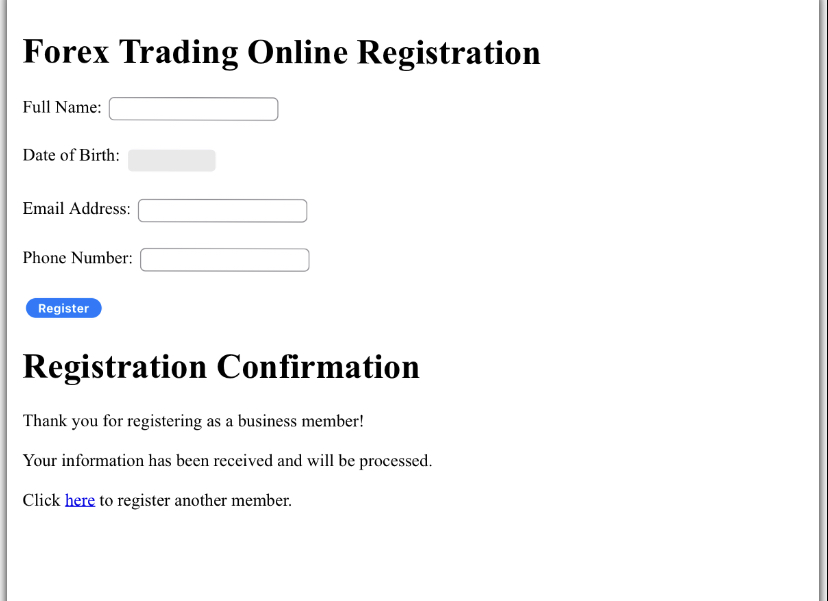 Forex Trading Online Registration
Full Name:
Date of Birth:
Email Address:
Phone Number:
Register
Registration Confirmation
Thank you for registering as a business member!
Your information has been received and will be processed.
Click here to register another member.